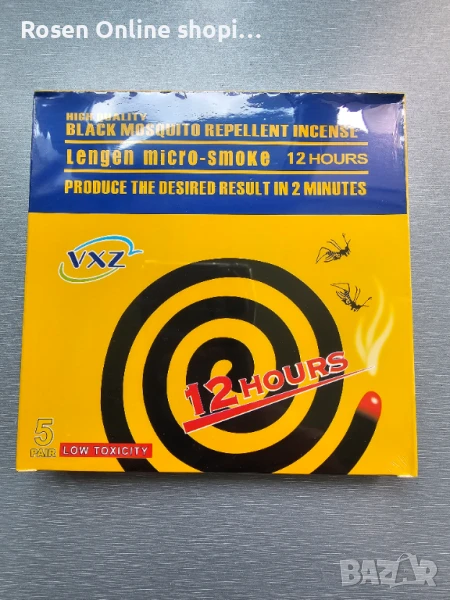 Rosen Online shopi...
HIGH QUALITY
BLACK MOSQUITO REPELLENT INCENSE
Lengen micro-smoke 12 HOURS
PRODUCE THE DESIRED RESULT IN 2 MINUTES
VXZ
12 HOURS
5
PAIR
LOW TOXICITY
BAZAR